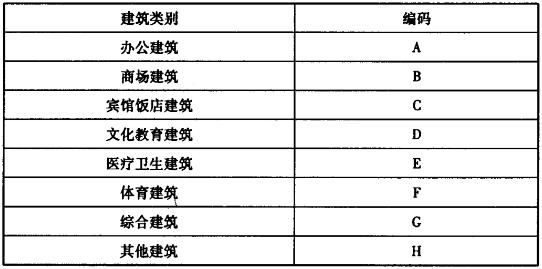 建筑类别 编码
办公建筑 A
商场建筑 B
宾馆饭店建筑 C
文化教育建筑 D
医疗卫生建筑 E
体育建筑 F
综合建筑 G
其他建筑 H